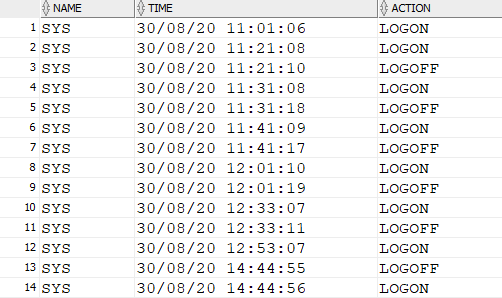 NAME TIME ACTION
1 SYS 30/08/20 11:01:06 LOGON
2 SYS 30/08/20 11:21:08 LOGON
3 SYS 30/08/20 11:21:10 LOGOFF
4 SYS 30/08/20 11:31:08 LOGON
5 SYS 30/08/20 11:31:18 LOGOFF
6 SYS 30/08/20 11:41:09 LOGON
7 SYS 30/08/20 11:41:17 LOGOFF
8 SYS 30/08/20 12:01:10 LOGON
9 SYS 30/08/20 12:01:19 LOGOFF
10 SYS 30/08/20 12:33:07 LOGON
11 SYS 30/08/20 12:33:11 LOGOFF
12 SYS 30/08/20 12:53:07 LOGON
13 SYS 30/08/20 14:44:55 LOGOFF
14 SYS 30/08/20 14:44:56 LOGON